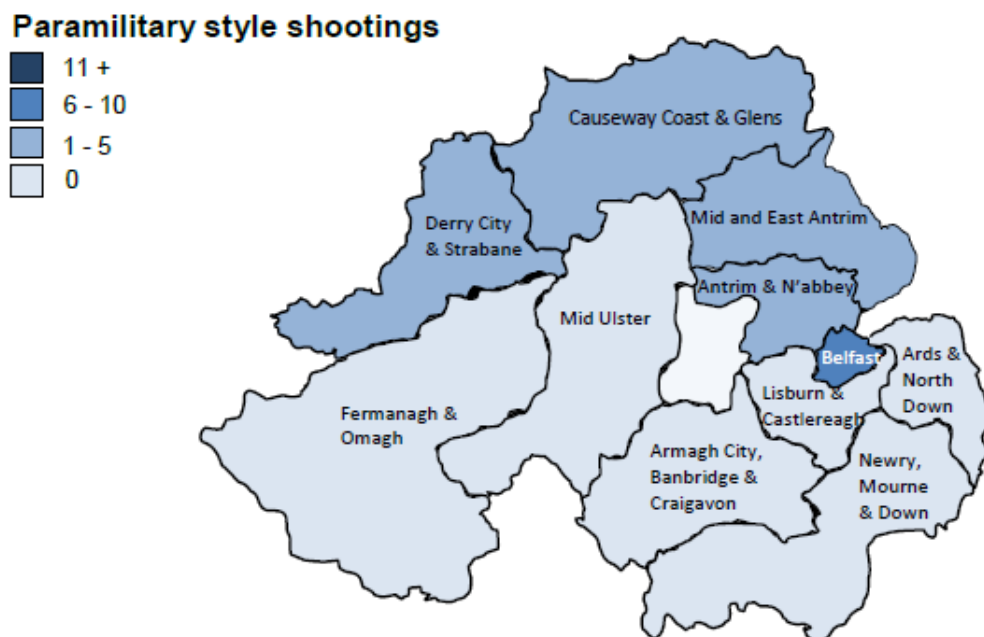 Paramilitary style shootings
11 +
6 - 10
1 - 5
0
Causeway Coast & Glens
Derry City
& Strabane
Mid and East Antrim
Antrim & N'abbey
Mid Ulster
Belfast
Ards &
North
Down
Lisburn &
Castlereagh
Fermanagh &
Omagh
Armagh City,
Banbridge &
Craigavon
Newry,
Mourne
& Down